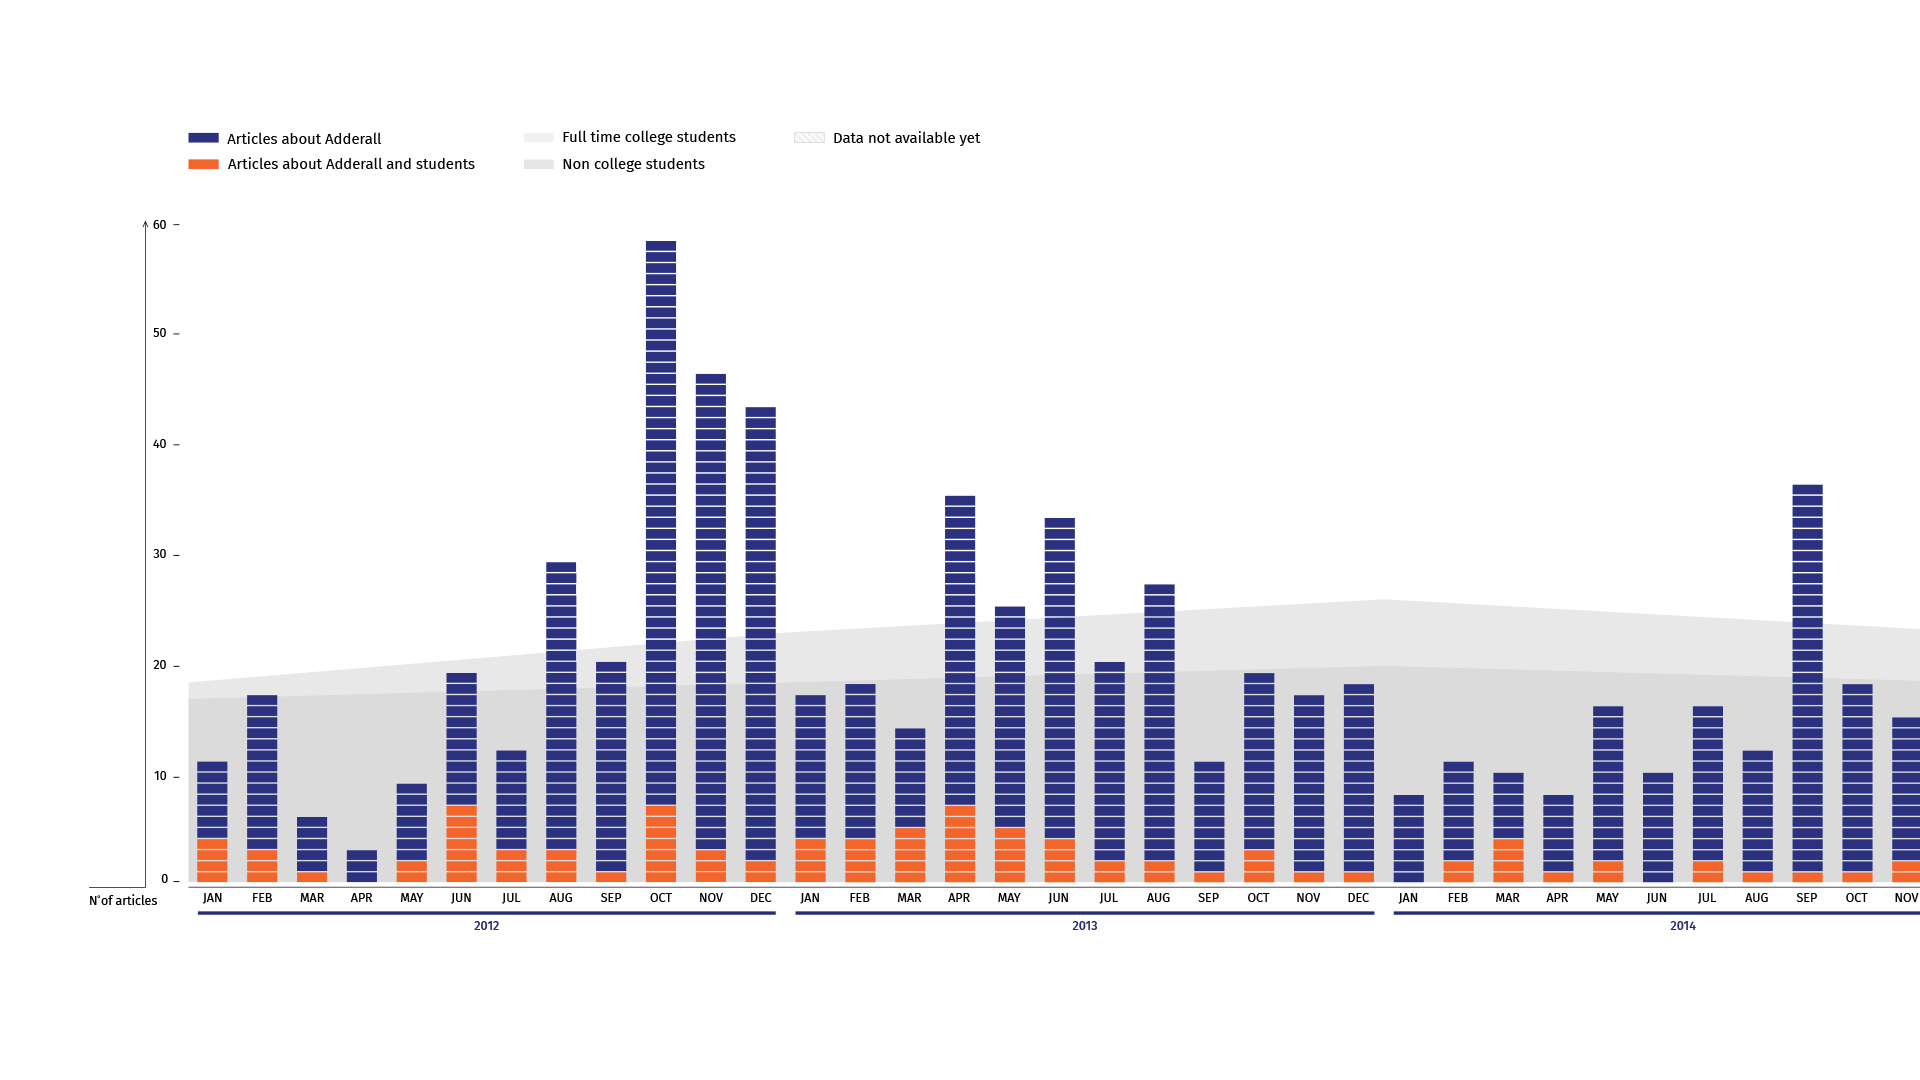 Articles about Adderall
Articles about Adderall and students
Full time college students
Non college students
Data not available yet
60
50
40
30
20
10
0
N°of articles
JAN FEB MAR APR MAY JUN JUL AUG SEP OCT NOV DEC JAN FEB MAR APR MAY JUN JUL AUG SEP OCT NOV DEC JAN FEB MAR APR MAY JUN JUL AUG SEP OCT NOV
2012 2013 2014